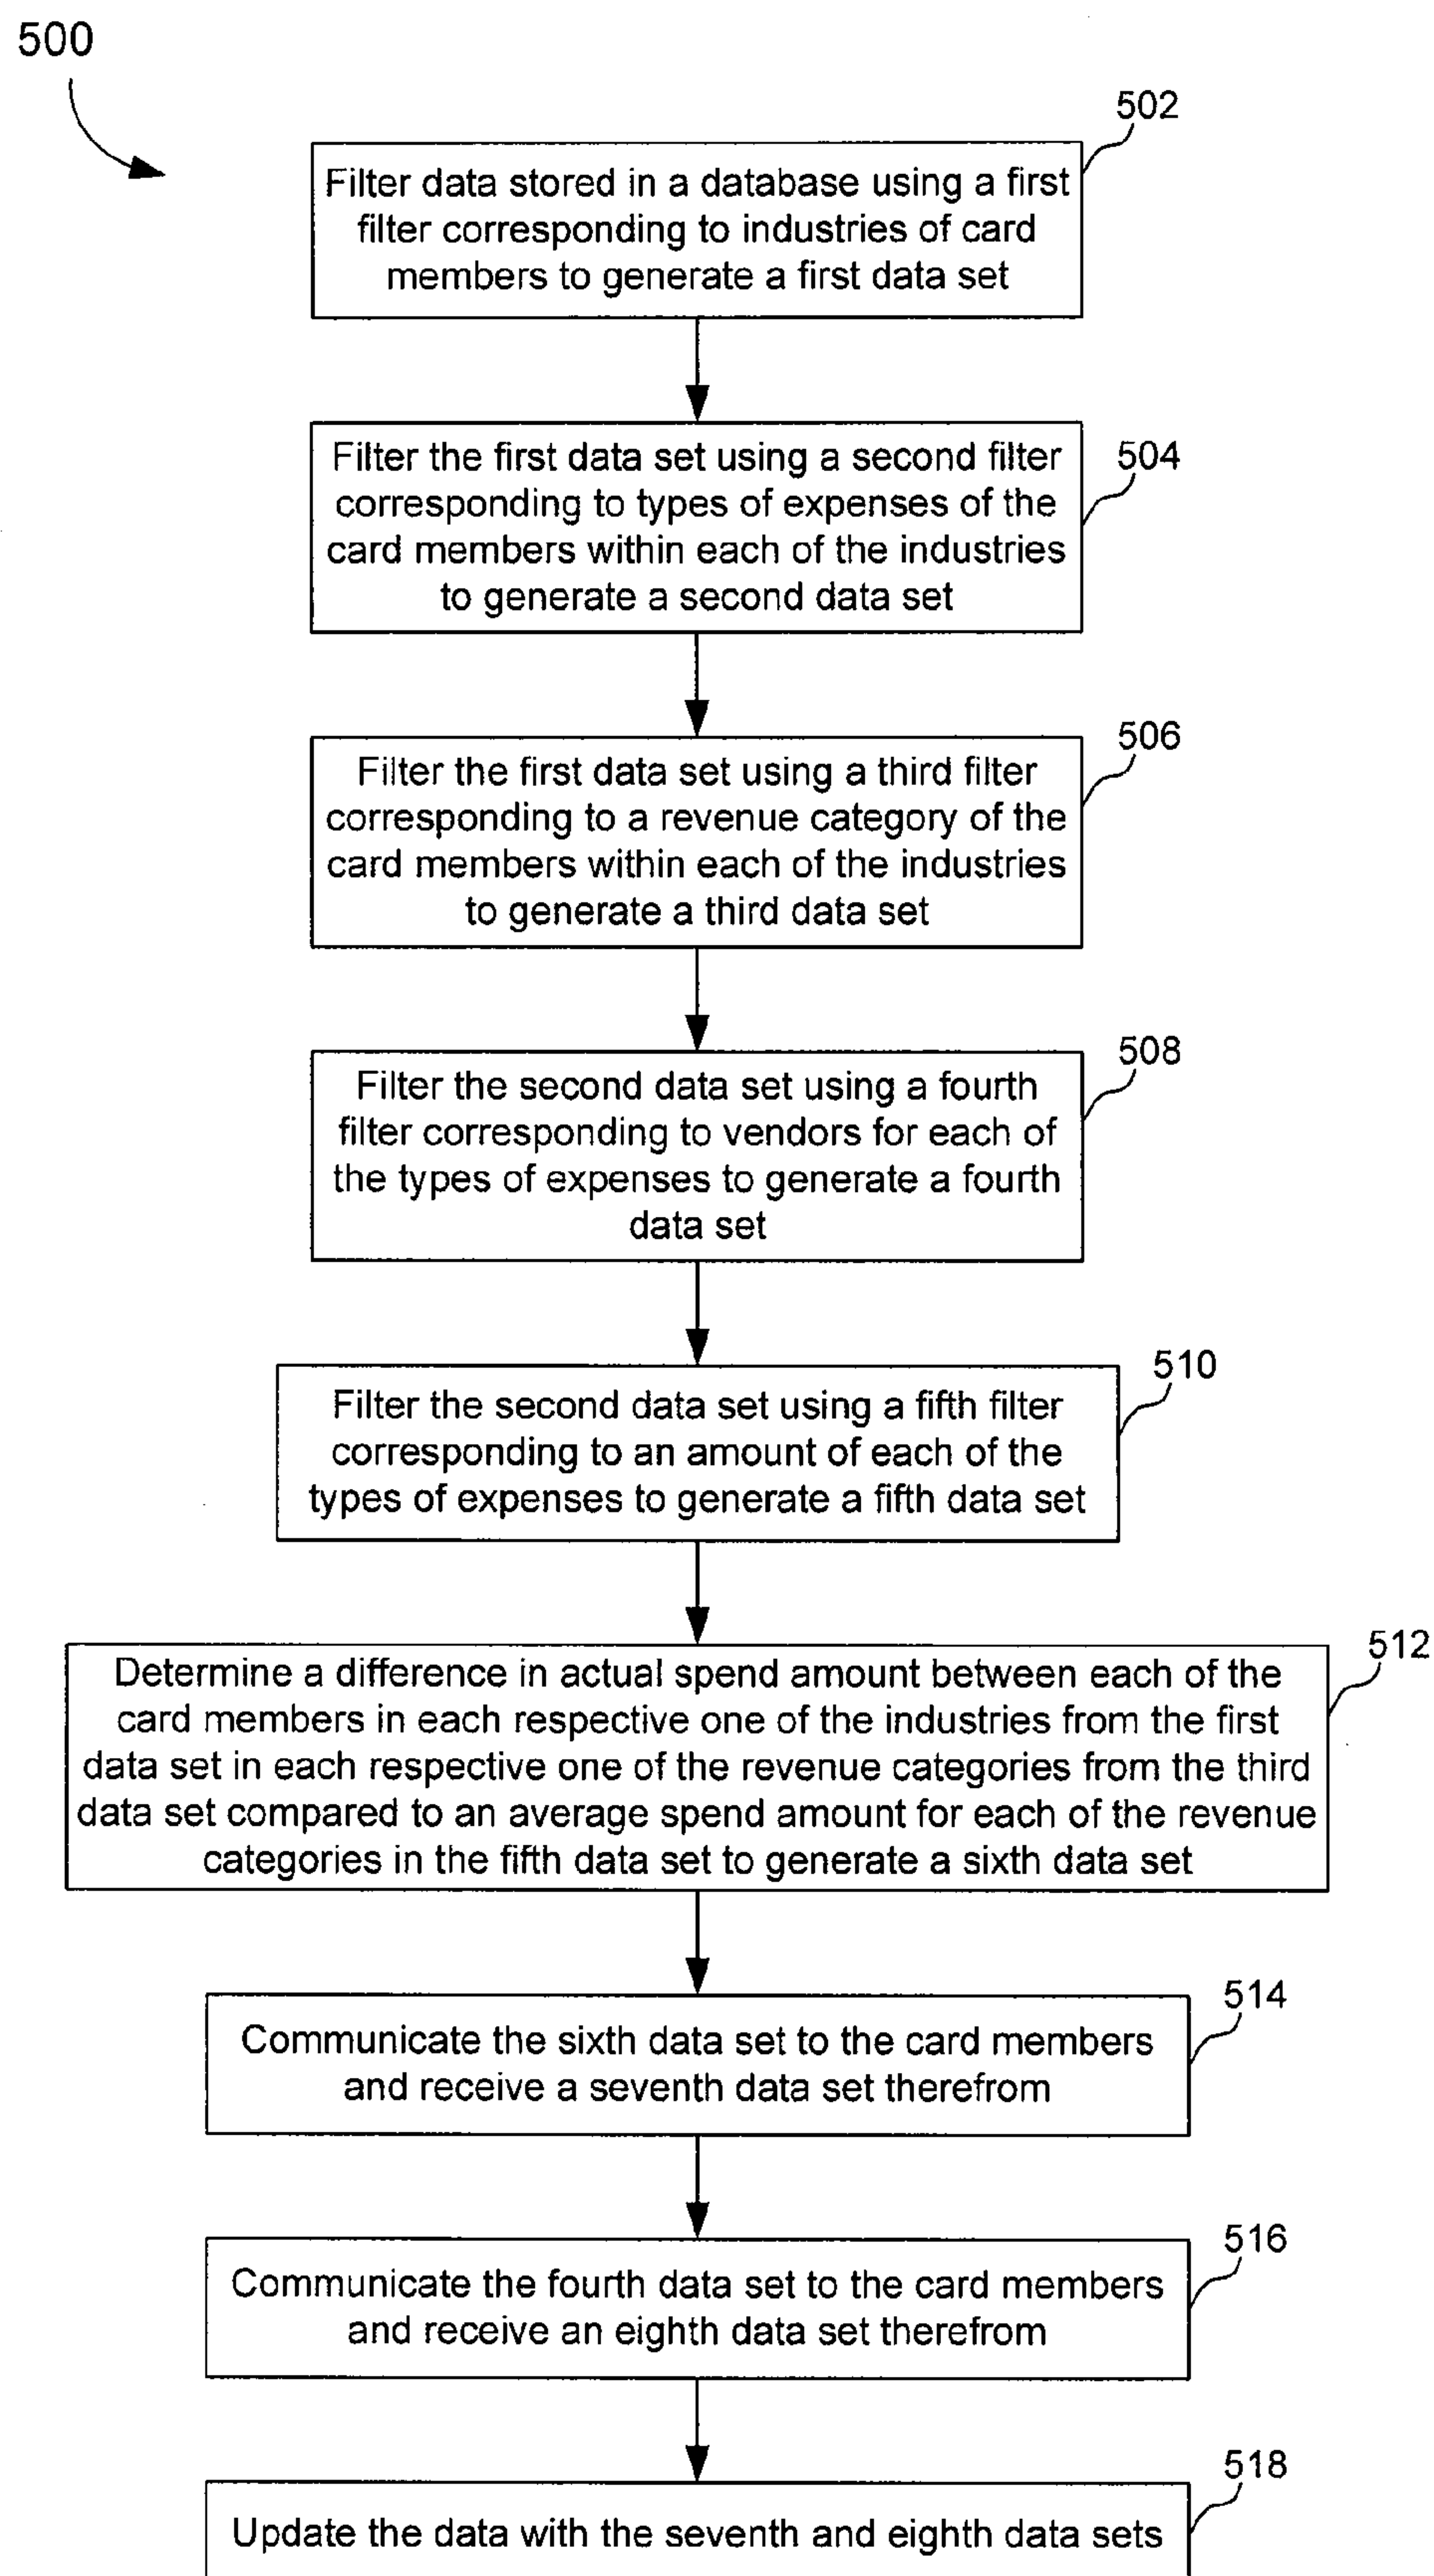 500
502
Filter data stored in a database using a first
filter corresponding to industries of card
members to generate a first data set
504
Filter the first data set using a second filter
corresponding to types of expenses of the
card members within each of the industries
to generate a second data set
506
Filter the first data set using a third filter
corresponding to a revenue category of the
card members within each of the industries
to generate a third data set
508
Filter the second data set using a fourth
filter corresponding to vendors for each of
the types of expenses to generate a fourth
data set
510
Filter the second data set using a fifth filter
corresponding to an amount of each of the
types of expenses to generate a fifth data set
512
Determine a difference in actual spend amount between each of the
card members in each respective one of the industries from the first
data set in each respective one of the revenue categories from the third
data set compared to an average spend amount for each of the revenue
categories in the fifth data set to generate a sixth data set
514
Communicate the sixth data set to the card members
and receive a seventh data set therefrom
516
Communicate the fourth data set to the card members
and receive an eighth data set therefrom
518
Update the data with the seventh and eighth data sets